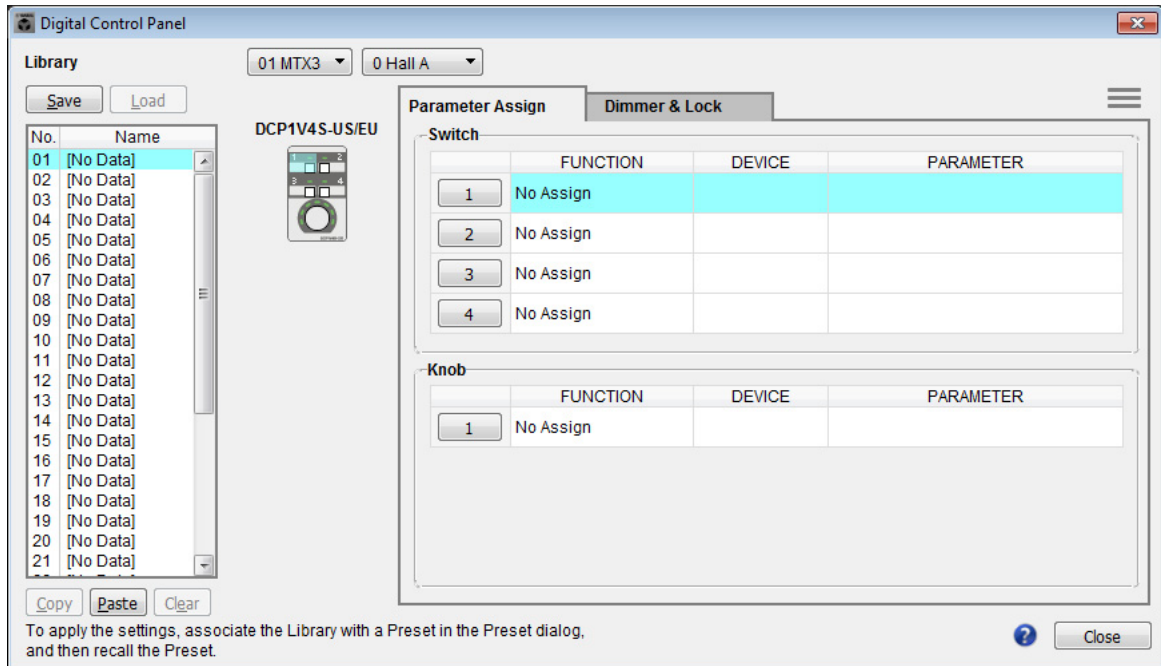 Digital Control Panel
Library
01 MTX3
0 Hall A
Save
Load
No. Name
01 [No Data]
02 [No Data]
03 [No Data]
04 [No Data]
05 [No Data]
06 [No Data]
07 [No Data]
08 [No Data]
09 [No Data]
10 [No Data]
11 [No Data]
12 [No Data]
13 [No Data]
14 [No Data]
15 [No Data]
16 [No Data]
17 [No Data]
18 [No Data]
19 [No Data]
20 [No Data]
21 [No Data]
Copy
Paste
Clear
To apply the settings, associate the Library with a Preset in the Preset dialog,
and then recall the Preset.
DCP1V4S-US/EU
1 2
3 4
Parameter Assign
Dimmer & Lock
Switch
FUNCTION DEVICE PARAMETER
1 No Assign
2 No Assign
3 No Assign
4 No Assign
Knob
FUNCTION DEVICE PARAMETER
1 No Assign
?
Close